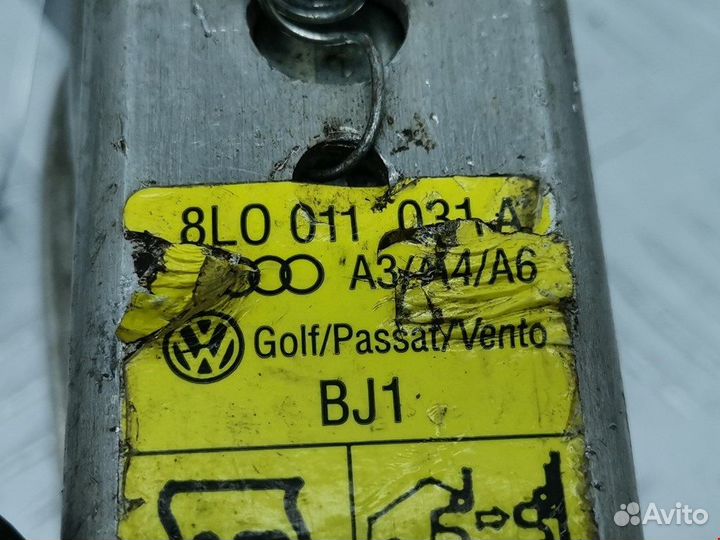 8L0 011 031 A
A3/A4/A6
Golf/Passat/Vento
BJ1
Avito